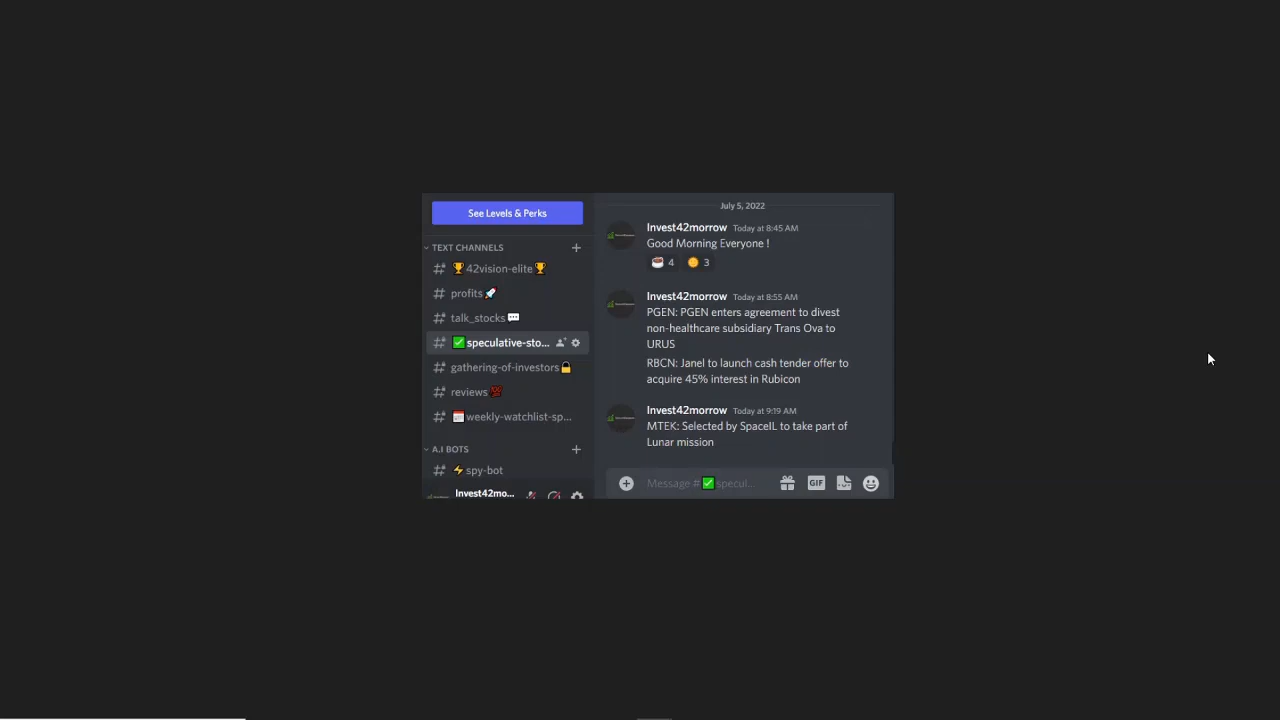 See Levels & Perks
TEXT CHANNELS
🏆42vision-elite🏆
profits🚀
talk_stocks💬
✅speculative-sto...
gathering-of-investors🔒
reviews💯
🗓weekly-watchlist-sp...
A.I BOTS
⚡spy-bot
Invest42mo...
July 5, 2022
Invest42morrow Today at 8:45 AM
Good Morning Everyone !
☕ 4 🌞 3
Invest42morrow Today at 8:55 AM
PGEN: PGEN enters agreement to divest
non-healthcare subsidiary Trans Ova to
URUS
RBCN: Janel to launch cash tender offer to
acquire 45% interest in Rubicon
Invest42morrow Today at 9:19 AM
MTEK: Selected by SpaceIL to take part of
Lunar mission
Message #✅specul...
GIF